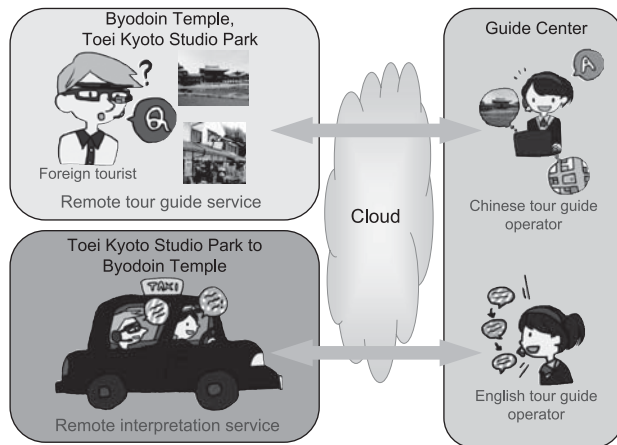 Byodoin Temple,
Toei Kyoto Studio Park
?
Q
Foreign tourist
Remote tour guide service
Toei Kyoto Studio Park to
Byodoin Temple
TAXI
Remote interpretation service
Cloud
Guide Center
A
Chinese tour guide
operator
English tour guide
operator